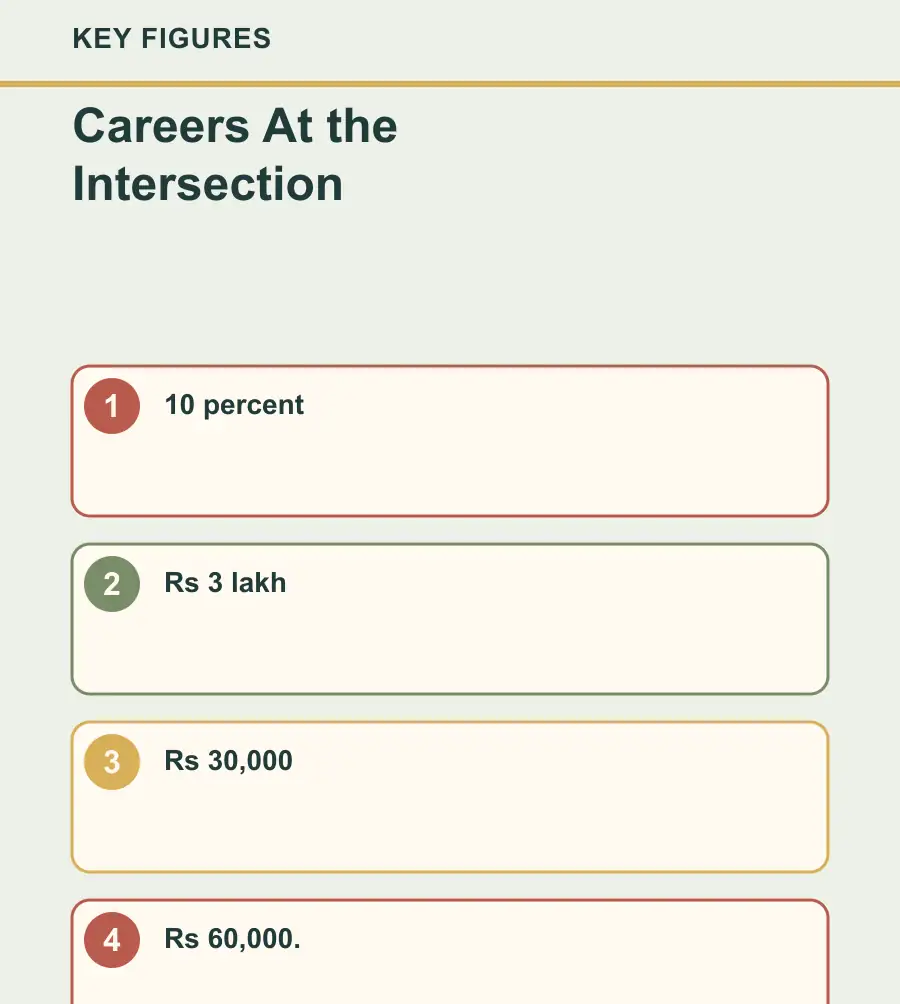 KEY FIGURES
Careers At the
Intersection
1 10 percent
2 Rs 3 lakh
3 Rs 30,000
4 Rs 60,000.